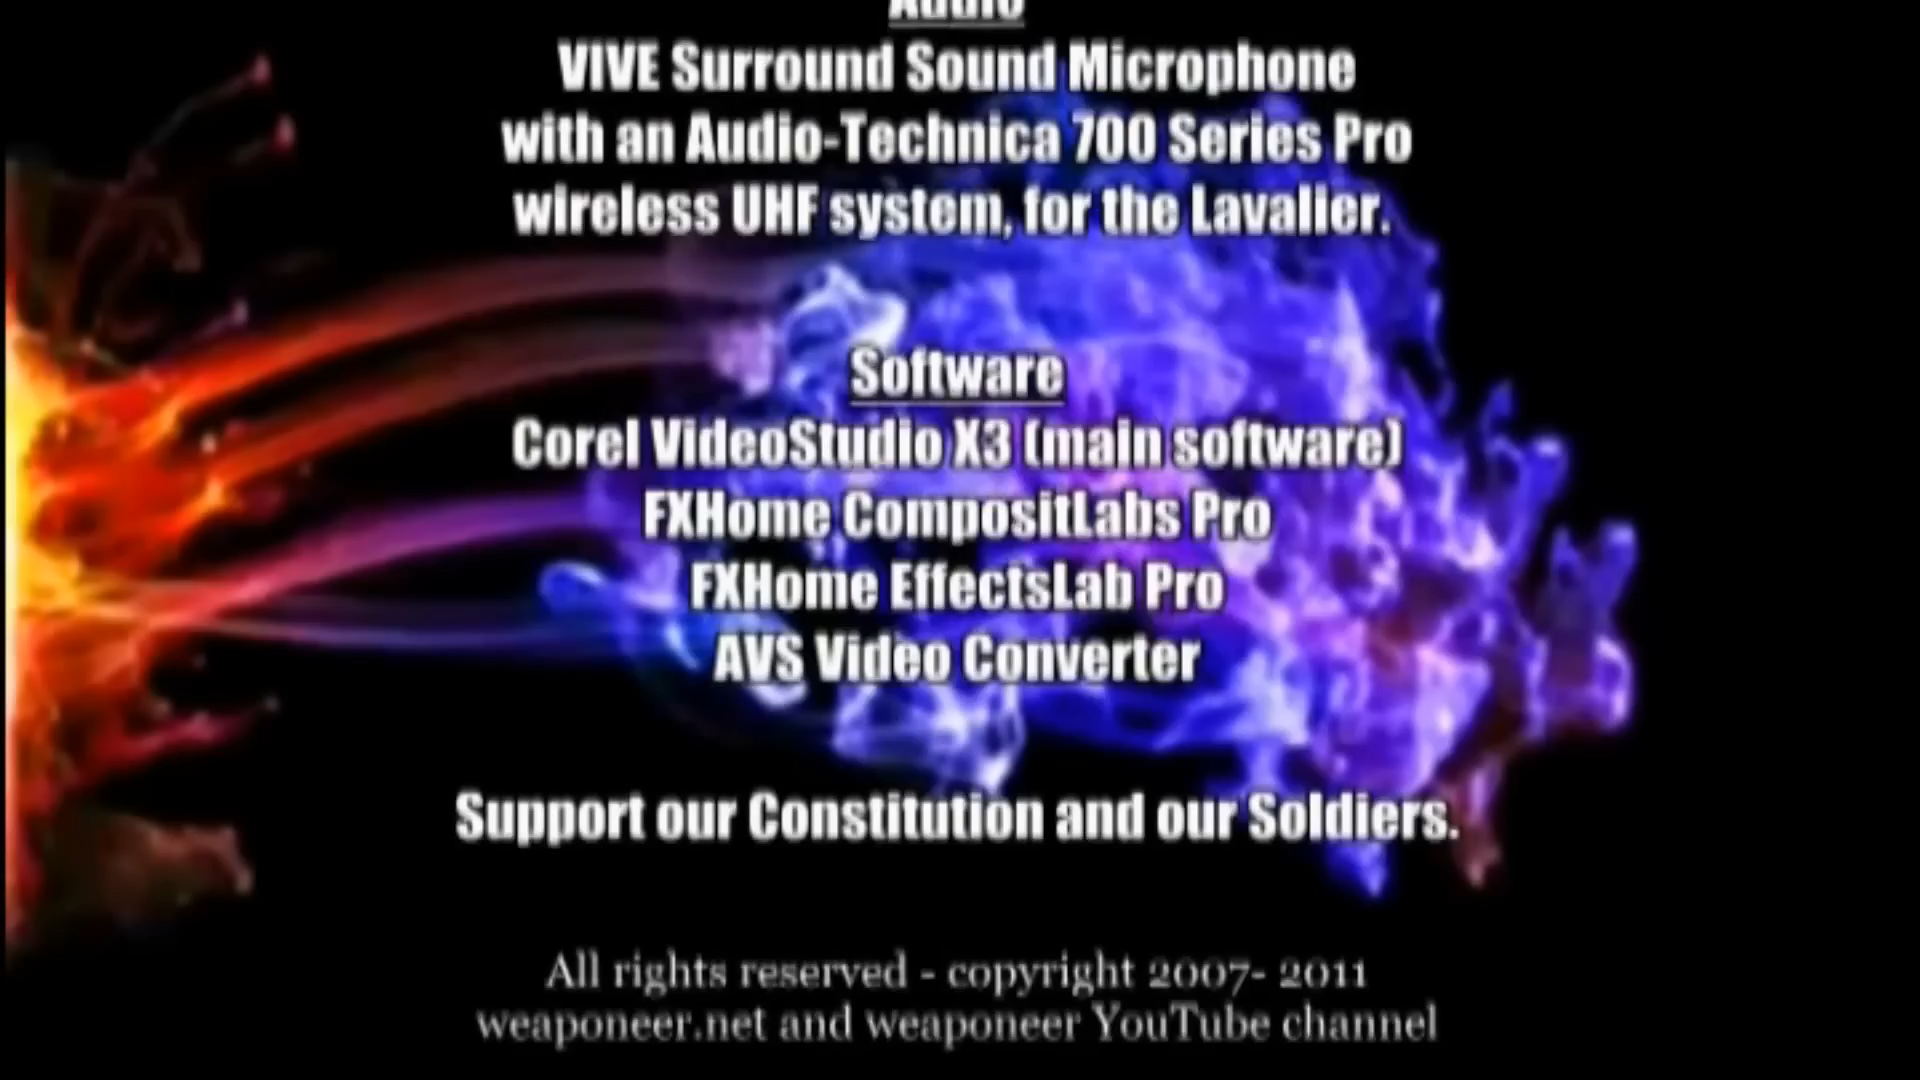 Audio
VIVE Surround Sound Microphone
with an Audio-Technica 700 Series Pro
wireless UHF system, for the Lavalier.
Software
Corel VideoStudio X3 (main software)
FXHome CompositLabs Pro
FXHome EffectsLab Pro
AVS Video Converter
Support our Constitution and our Soldiers.
All rights reserved - copyright 2007- 2011
weaponeer.net and weaponeer YouTube channel